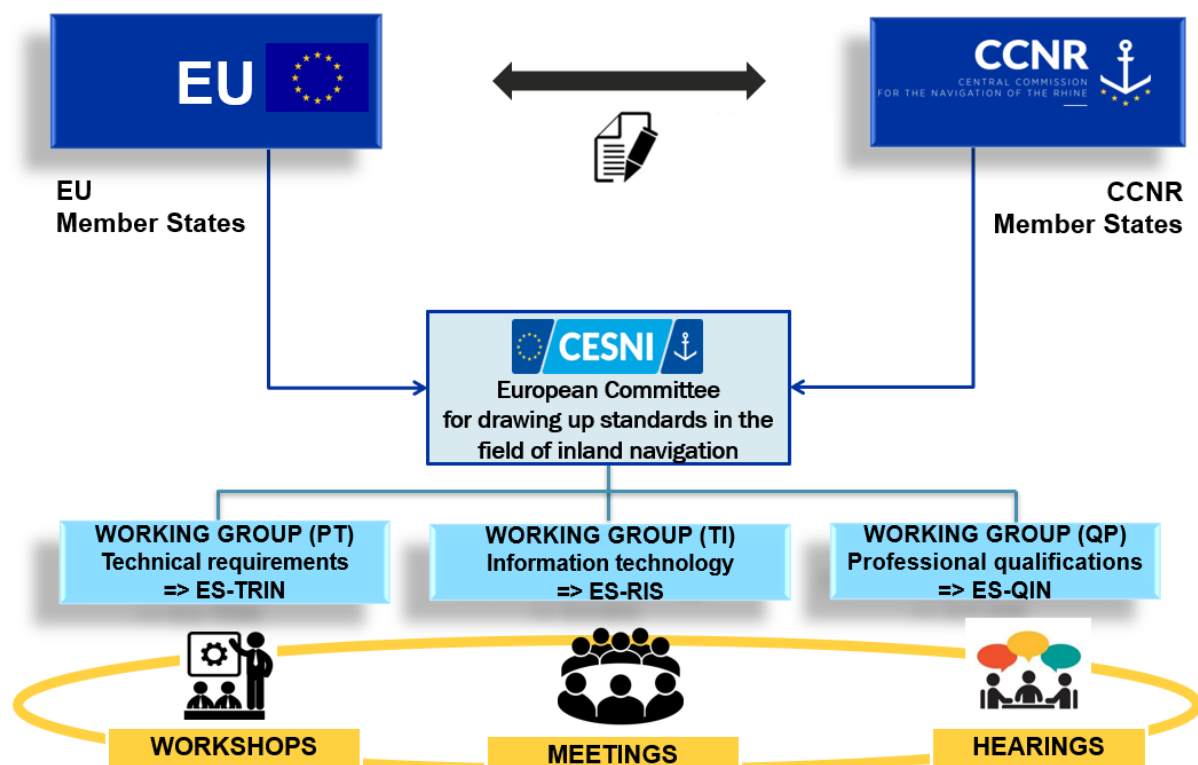 EU
CCNR
CENTRAL COMMISSION
FOR THE NAVIGATION OF THE RHINE
EU
Member States
CCNR
Member States
CESNI
European Committee
for drawing up standards in the
field of inland navigation
WORKING GROUP (PT)
Technical requirements
=> ES-TRIN
WORKING GROUP (TI)
Information technology
=> ES-RIS
WORKING GROUP (QP)
Professional qualifications
=> ES-QIN
WORKSHOPS
MEETINGS
HEARINGS